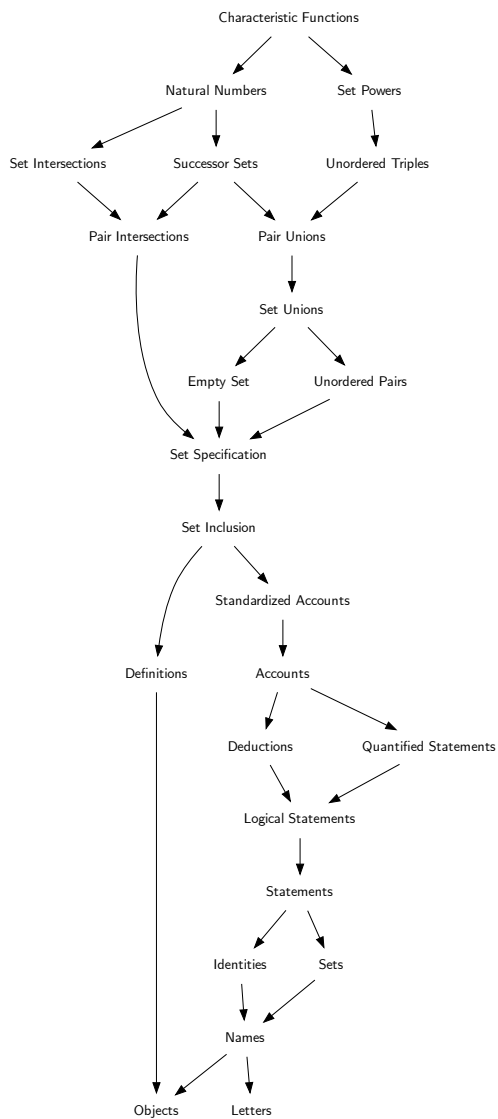 Characteristic Functions
Natural Numbers
Set Powers
Set Intersections
Successor Sets
Unordered Triples
Pair Intersections
Pair Unions
Set Unions
Empty Set
Unordered Pairs
Set Specification
Set Inclusion
Standardized Accounts
Definitions
Accounts
Deductions
Quantified Statements
Logical Statements
Statements
Identities
Sets
Names
Objects
Letters